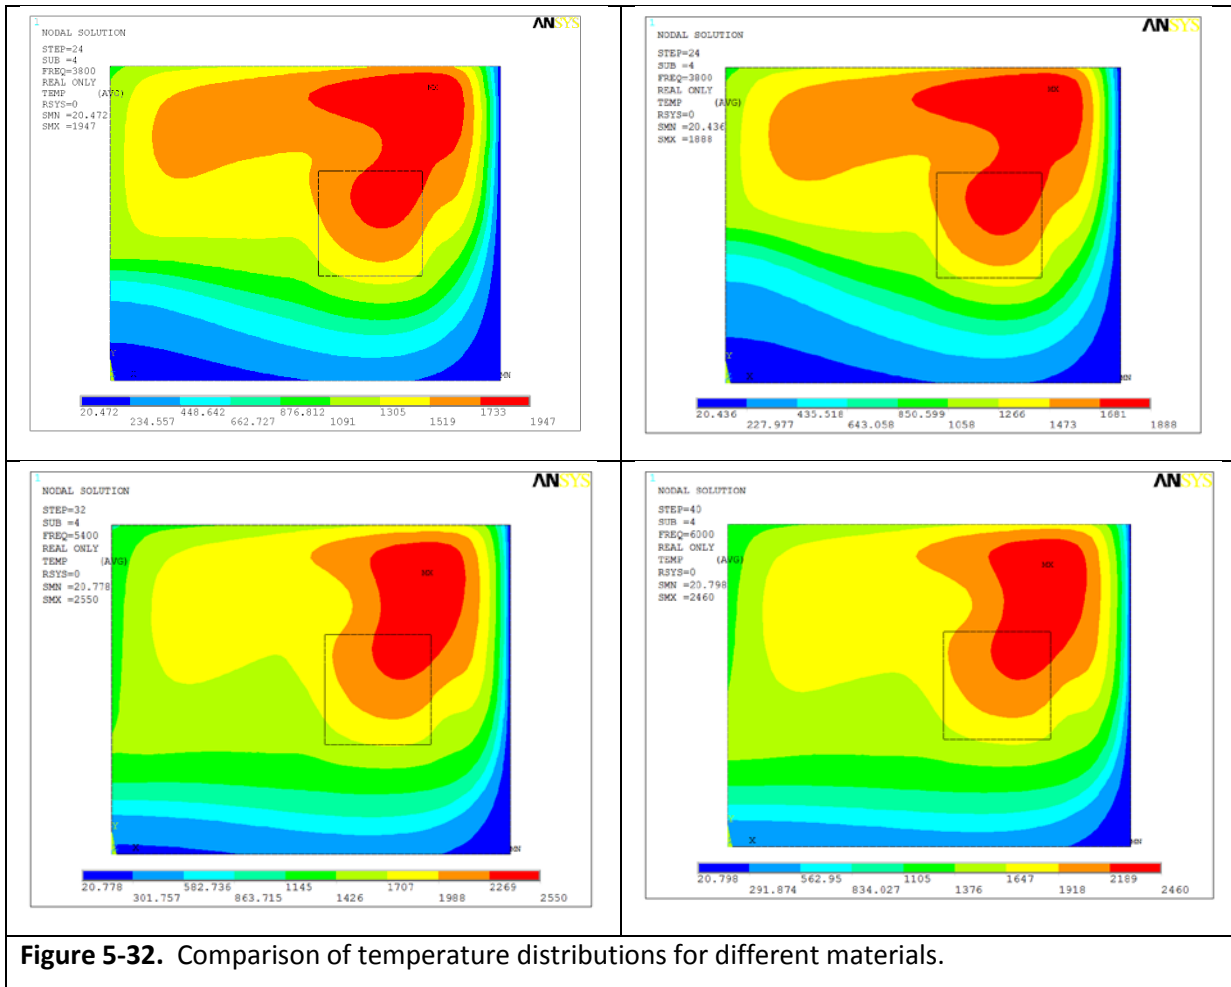 1
ANSYS
NODAL SOLUTION
STEP=24
SUB =4
FREQ=3800
REAL ONLY
TEMP (AVG)
RSYS=0
SMN =20.472
SMX =1947
MX
Y
MN
20.472 448.642 876.812 1305 1733
234.557 662.727 1091 1519 1947
1
ANSYS
NODAL SOLUTION
STEP=24
SUB =4
FREQ=3800
REAL ONLY
TEMP (AVG)
RSYS=0
SMN =20.436
SMX =1888
MX
Y
X
MN
20.436 435.518 850.599 1266 1681
227.977 643.058 1058 1473 1888
1
ANSYS
NODAL SOLUTION
STEP=32
SUB =4
FREQ=5400
REAL ONLY
TEMP (AVG)
RSYS=0
SMN =20.778
SMX =2550
MX
Y
X
MN
20.778 582.736 1145 1707 2269
301.757 863.715 1426 1988 2550
1
ANSYS
NODAL SOLUTION
STEP=40
SUB =4
FREQ=6000
REAL ONLY
TEMP (AVG)
RSYS=0
SMN =20.798
SMX =2460
MX
Y
X
MN
20.798 562.95 1105 1647 2189
291.874 834.027 1376 1918 2460
Figure 5-32. Comparison of temperature distributions for different materials.